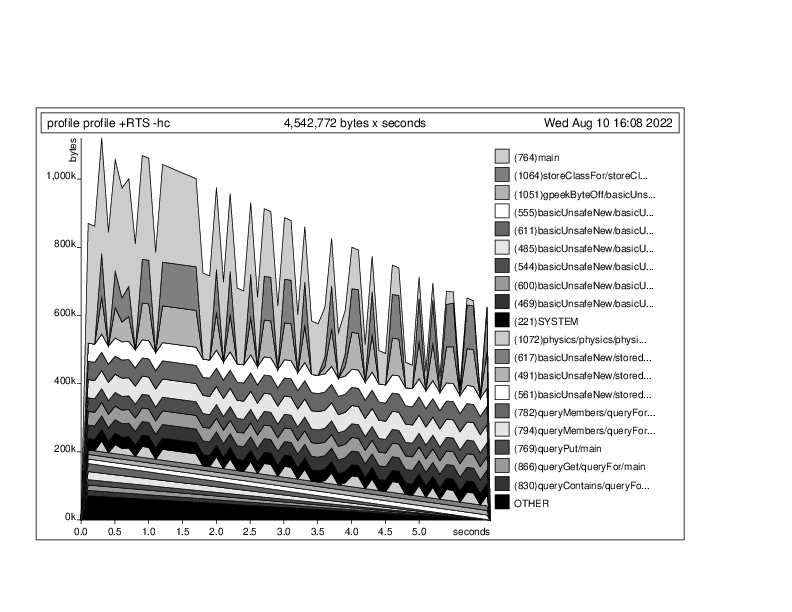 profile profile +RTS -hc
4,542,772 bytes x seconds
Wed Aug 10 16:08 2022
bytes
1,000k
800k
600k
400k
200k
0k
0.0 0.5 1.0 1.5 2.0 2.5 3.0 3.5 4.0 4.5 5.0 seconds
(764)main
(1064)storeClassFor/storeCl...
(1051)gpeekByteOff/basicUns...
(555)basicUnsafeNew/basicU...
(611)basicUnsafeNew/basicU...
(485)basicUnsafeNew/basicU...
(544)basicUnsafeNew/basicU...
(600)basicUnsafeNew/basicU...
(469)basicUnsafeNew/basicU...
(221)SYSTEM
(1072)physics/physics/physi...
(617)basicUnsafeNew/stored...
(491)basicUnsafeNew/stored...
(561)basicUnsafeNew/stored...
(782)queryMembers/queryFor...
(794)queryMembers/queryFor...
(769)queryPut/main
(866)queryGet/queryFor/main
(830)queryContains/queryFo...
OTHER